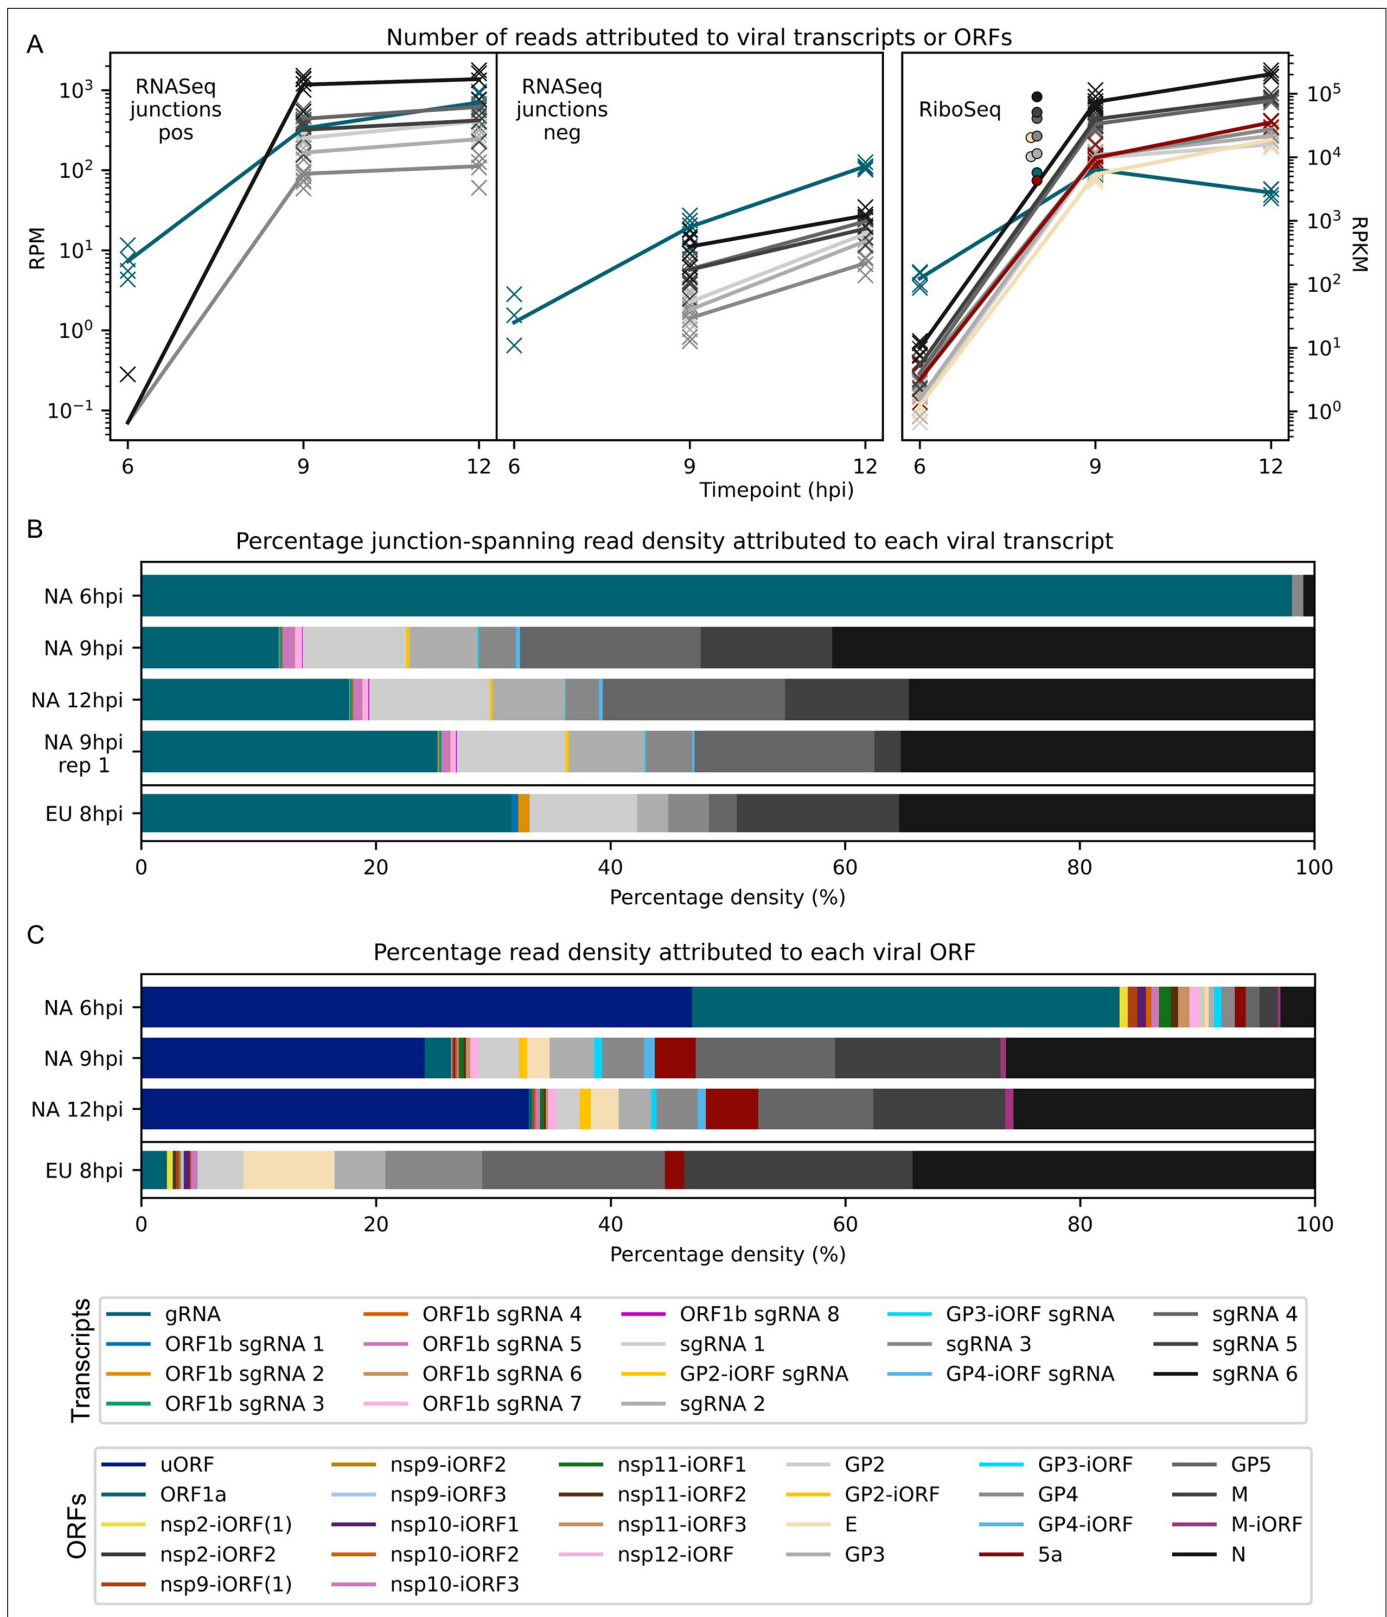 A
Number of reads attributed to viral transcripts or ORFs
RNASeq
junctions
pos
RNASeq
junctions
neg
RiboSeq
10³
10²
10¹
10⁰
10⁻¹
RPM
10⁵
10⁴
10³
10²
10¹
10⁰
RPKM
6 9 12 6 9 12 6 9 12
Timepoint (hpi)
B
Percentage junction-spanning read density attributed to each viral transcript
NA 6hpi
NA 9hpi
NA 12hpi
NA 9hpi
rep 1
EU 8hpi
0 20 40 60 80 100
Percentage density (%)
C
Percentage read density attributed to each viral ORF
NA 6hpi
NA 9hpi
NA 12hpi
EU 8hpi
0 20 40 60 80 100
Percentage density (%)
Transcripts
gRNA
ORF1b sgRNA 1
ORF1b sgRNA 2
ORF1b sgRNA 3
ORF1b sgRNA 4
ORF1b sgRNA 5
ORF1b sgRNA 6
ORF1b sgRNA 7
ORF1b sgRNA 8
sgRNA 1
GP2-iORF sgRNA
sgRNA 2
GP3-iORF sgRNA
sgRNA 3
GP4-iORF sgRNA
sgRNA 4
sgRNA 5
sgRNA 6
ORFs
uORF
ORF1a
nsp2-iORF(1)
nsp2-iORF2
nsp9-iORF(1)
nsp9-iORF2
nsp9-iORF3
nsp10-iORF1
nsp10-iORF2
nsp10-iORF3
nsp11-iORF1
nsp11-iORF2
nsp11-iORF3
nsp12-iORF
GP2
GP2-iORF
E
GP3
GP3-iORF
GP4
GP4-iORF
5a
GP5
M
M-iORF
N